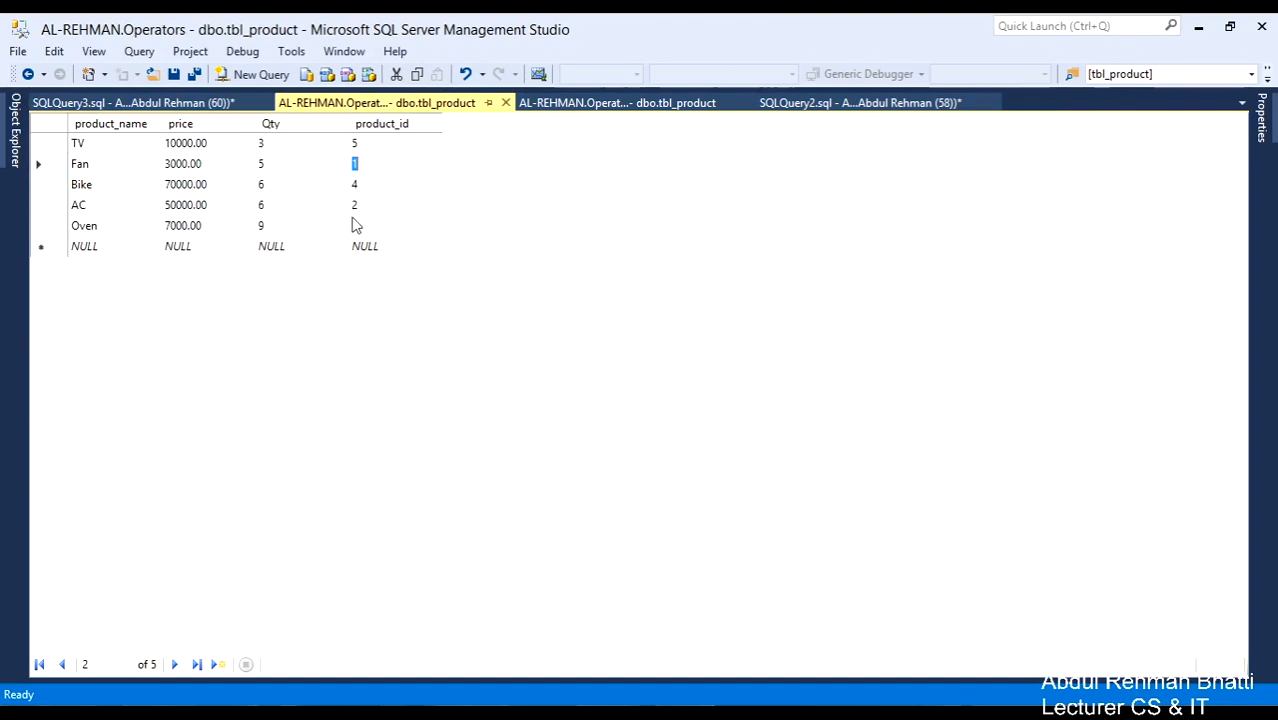 AL-REHMAN.Operators - dbo.tbl_product - Microsoft SQL Server Management Studio
Quick Launch (Ctrl+Q)
File Edit View Query Project Debug Tools Window Help
New Query Generic Debugger [tbl_product]
SQLQuery3.sql - A...Abdul Rehman (60))* AL-REHMAN.Operat...- dbo.tbl_product AL-REHMAN.Operat...- dbo.tbl_product SQLQuery2.sql - A...Abdul Rehman (58))*
Object Explorer
Properties
product_name price Qty product_id
TV 10000.00 3 5
Fan 3000.00 5 1
Bike 70000.00 6 4
AC 50000.00 6 2
Oven 7000.00 9
NULL NULL NULL NULL
2 of 5
Ready
Abdul Rehman Bhatti
Lecturer CS & IT